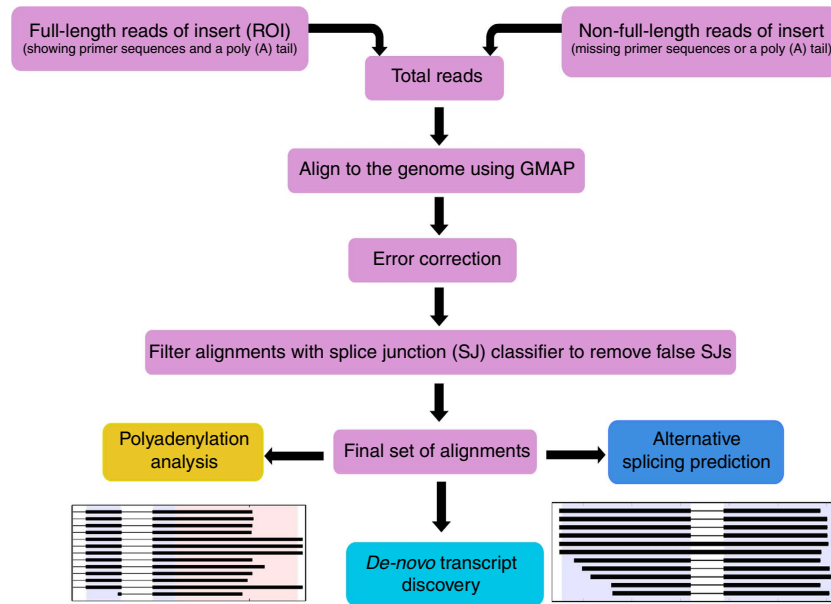 Full-length reads of insert (ROI)
(showing primer sequences and a poly (A) tail)
Non-full-length reads of insert
(missing primer sequences or a poly (A) tail)
Total reads
Align to the genome using GMAP
Error correction
Filter alignments with splice junction (SJ) classifier to remove false SJs
Polyadenylation
analysis
Final set of alignments
Alternative
splicing prediction
De-novo transcript
discovery